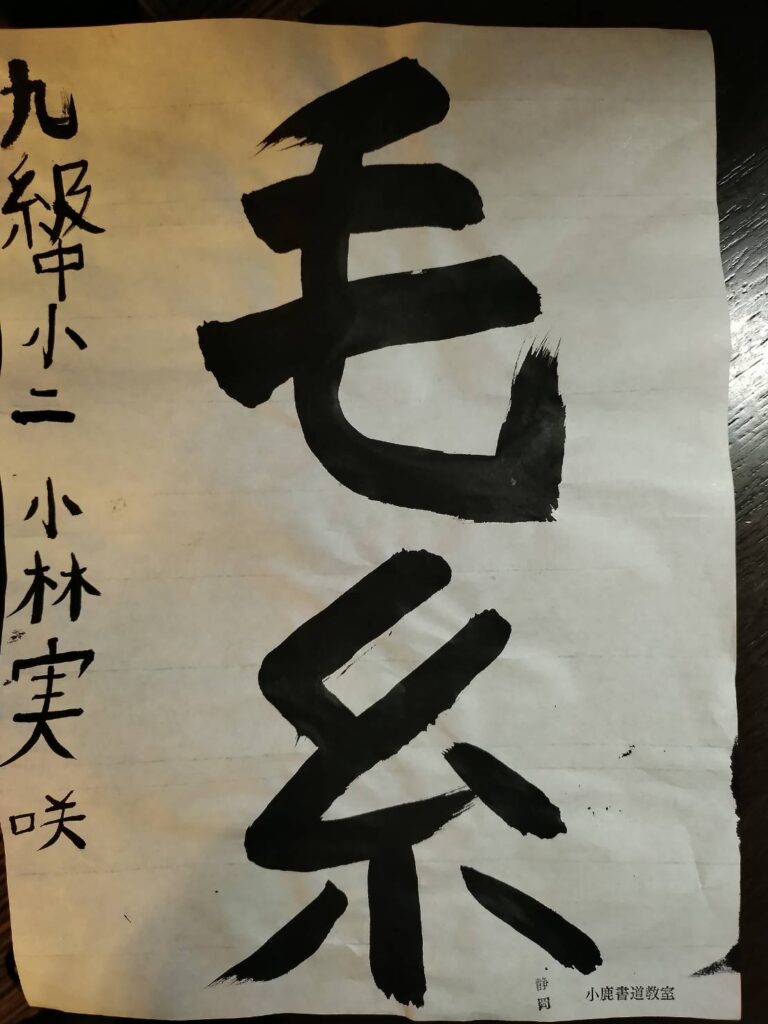 毛糸
九級中小二 小林実咲
静岡
小鹿書道教室